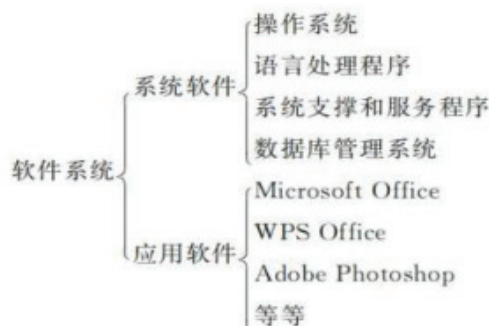 软件系统
系统软件
操作系统
语言处理程序
系统支撑和服务程序
数据库管理系统
应用软件
Microsoft Office
WPS Office
Adobe Photoshop
等等